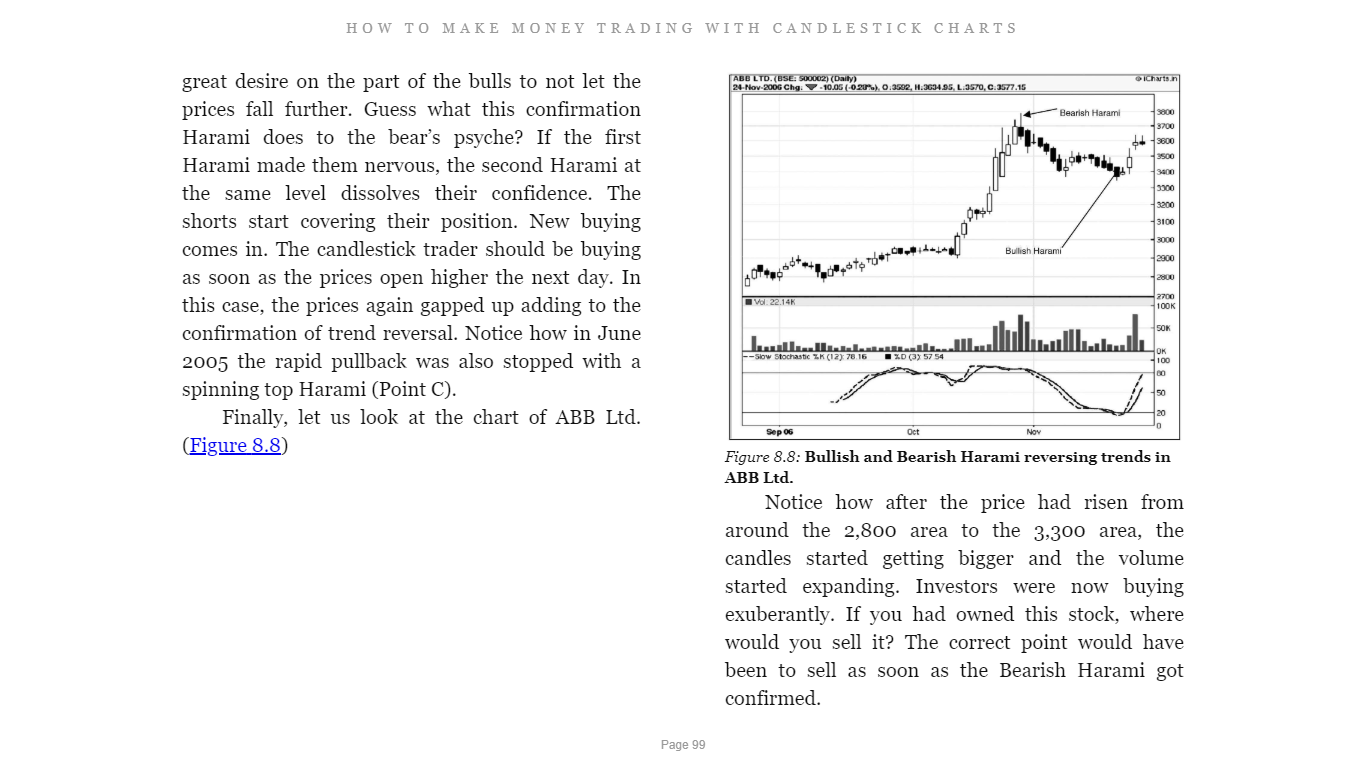 HOW TO MAKE MONEY TRADING WITH CANDLESTICK CHARTS
great desire on the part of the bulls to not let the
prices fall further. Guess what this confirmation
Harami does to the bear’s psyche? If the first
Harami made them nervous, the second Harami at
the same level dissolves their confidence. The
shorts start covering their position. New buying
comes in. The candlestick trader should be buying
as soon as the prices open higher the next day. In
this case, the prices again gapped up adding to the
confirmation of trend reversal. Notice how in June
2005 the rapid pullback was also stopped with a
spinning top Harami (Point C).
Finally, let us look at the chart of ABB Ltd.
(Figure 8.8)
ABB LTD. (BSE: 500002) (Daily)
© iCharts.in
24-Nov-2006 Chg: -10.05 (-0.28%), O:3592, H:3634.95, L:3570, C:3577.15
Bearish Harami
3800
3700
3600
3500
3400
3300
3200
3100
3000
Bullish Harami
2900
2800
2700
Vol: 22.14K
100K
50K
0K
Slow Stochastic %K (12): 78.16 %D (3): 57.54
100
80
50
20
0
Sep 06 Oct Nov
Figure 8.8: Bullish and Bearish Harami reversing trends in
ABB Ltd.
Notice how after the price had risen from
around the 2,800 area to the 3,300 area, the
candles started getting bigger and the volume
started expanding. Investors were now buying
exuberantly. If you had owned this stock, where
would you sell it? The correct point would have
been to sell as soon as the Bearish Harami got
confirmed.
Page 99